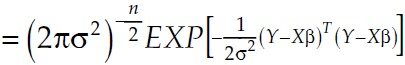 = (2πσ²)^{-n/2} EXP[-1/2σ² (Y–Xβ)^T (Y–Xβ)